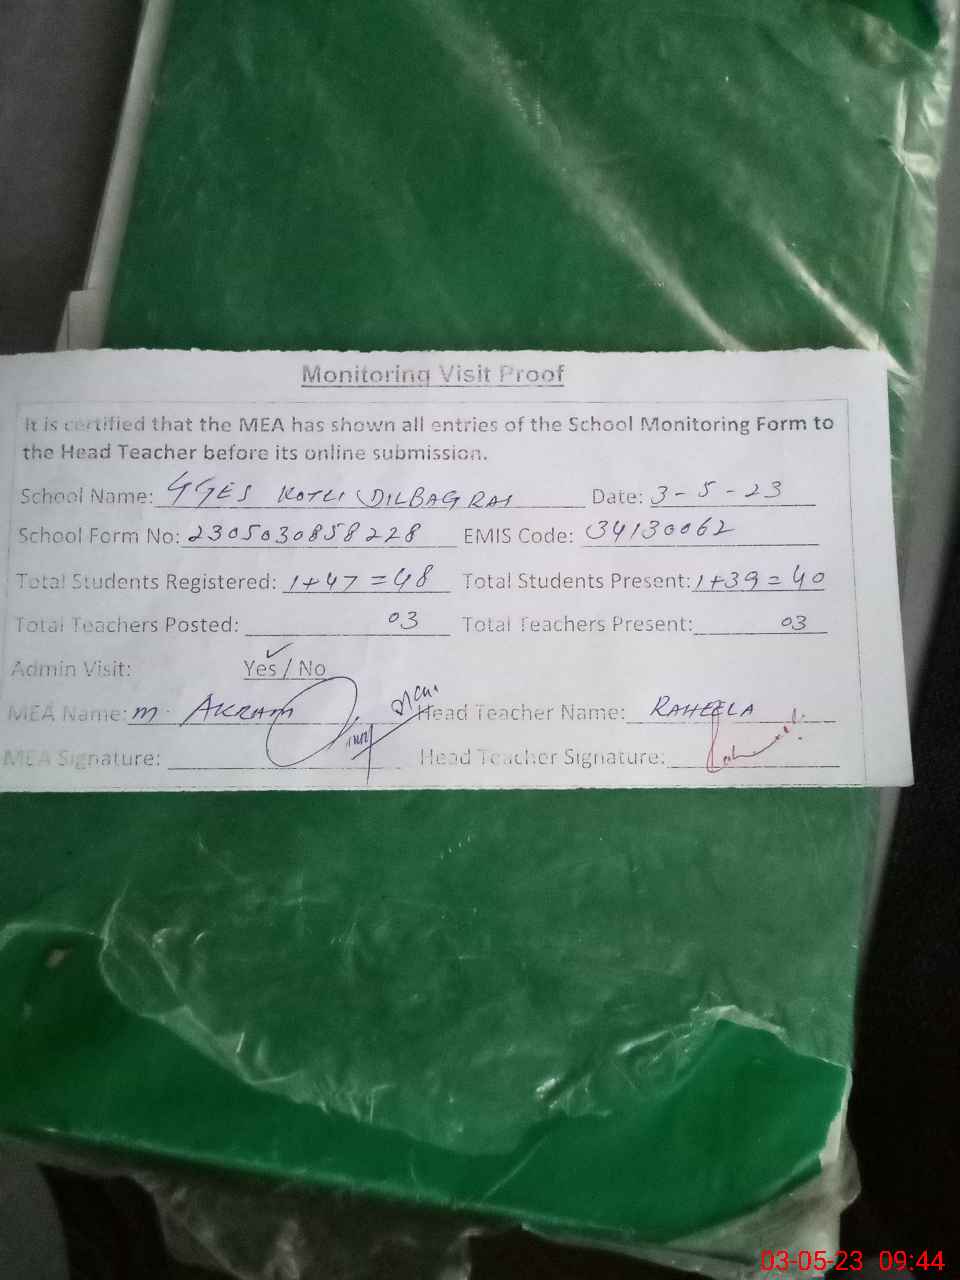 Monitoring Visit Proof
It is certified that the MEA has shown all entries of the School Monitoring Form to
the Head Teacher before its online submission.
School Name: GGES KOTLI DILBAG RAI Date: 3-5-23
School Form No: 2305030858228 EMIS Code: 34130062
Total Students Registered: 1+47=48 Total Students Present: 1+39=40
Total Teachers Posted: 03 Total Teachers Present: 03
Admin Visit: Yes / No
MEA Name: M. AKRAM Head Teacher Name: RAHEELA
MEA Signature: Head Teacher Signature:
03-05-23 09:44